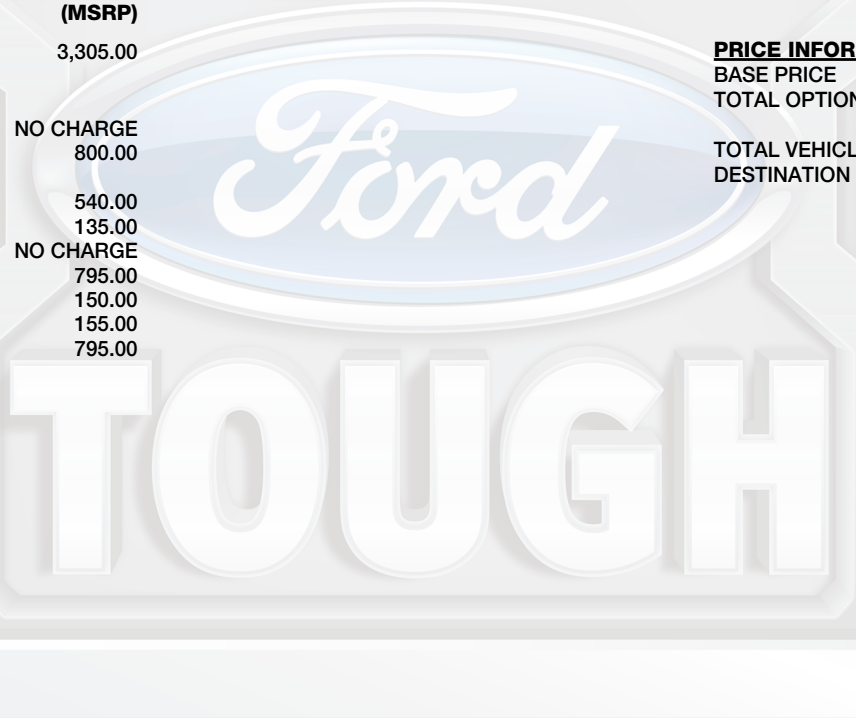 (MSRP)
3,305.00
NO CHARGE
800.00
540.00
135.00
NO CHARGE
795.00
150.00
155.00
795.00
PRICE INFOR
BASE PRICE
TOTAL OPTION
TOTAL VEHICL
DESTINATION
Ford
TOUGH